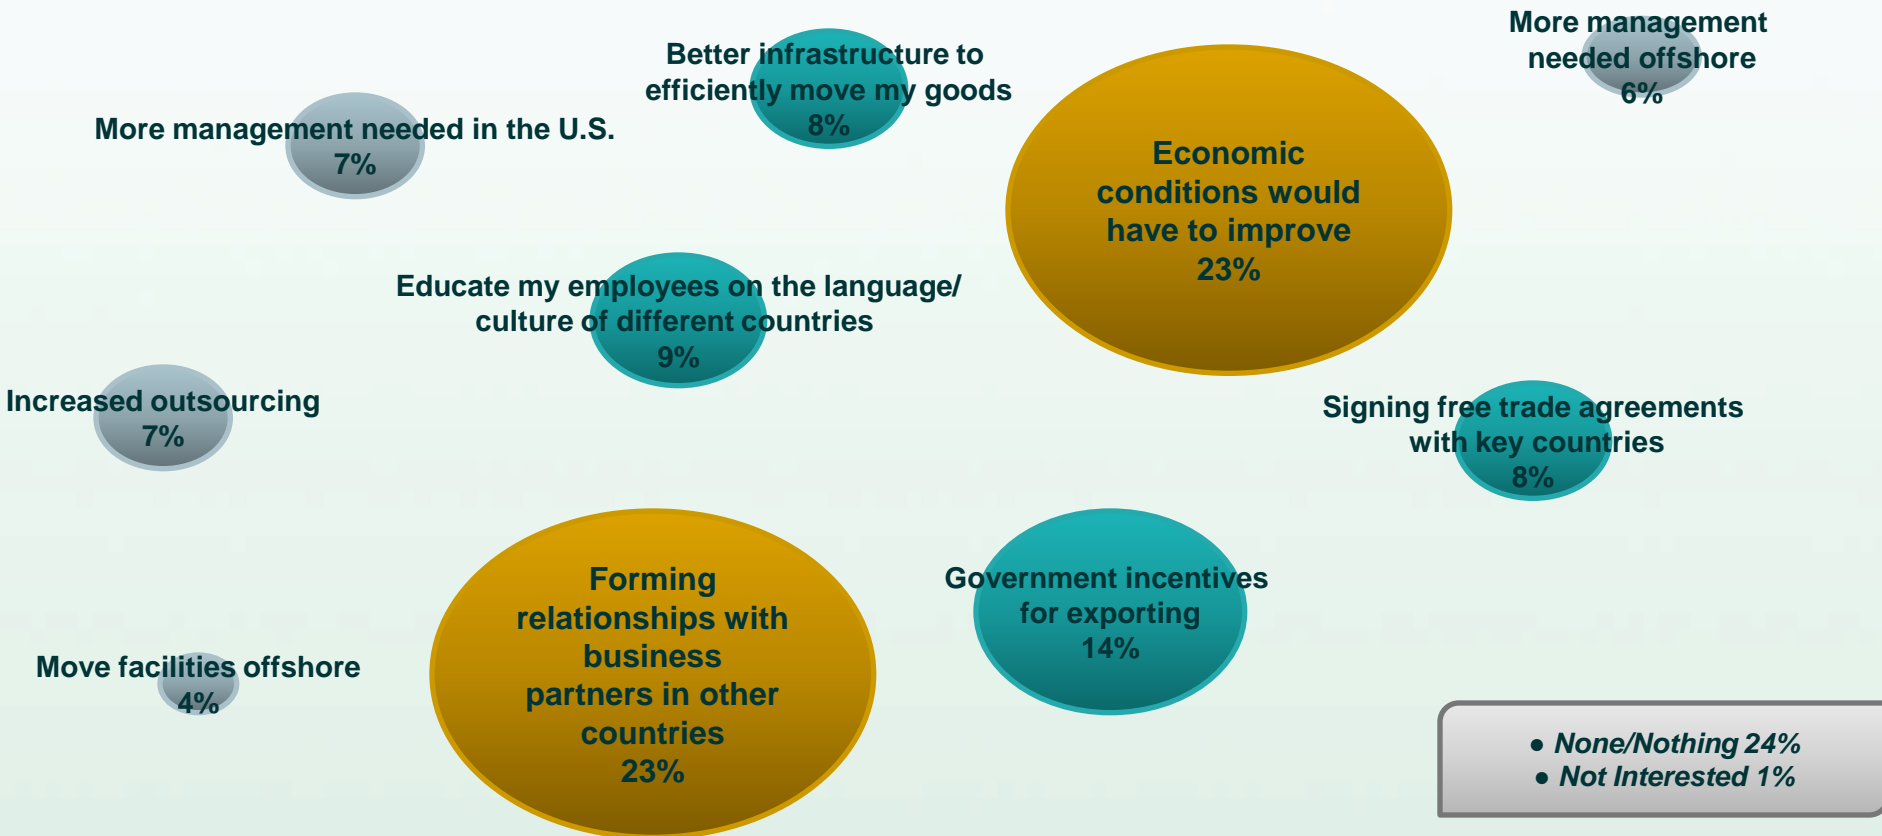 More management
needed offshore
6%
Better infrastructure to
efficiently move my goods
8%
More management needed in the U.S.
7%
Economic
conditions would
have to improve
23%
Educate my employees on the language/
culture of different countries
9%
Increased outsourcing
7%
Signing free trade agreements
with key countries
8%
Forming
relationships with
business
partners in other
countries
23%
Government incentives
for exporting
14%
Move facilities offshore
4%
● None/Nothing 24%
● Not Interested 1%